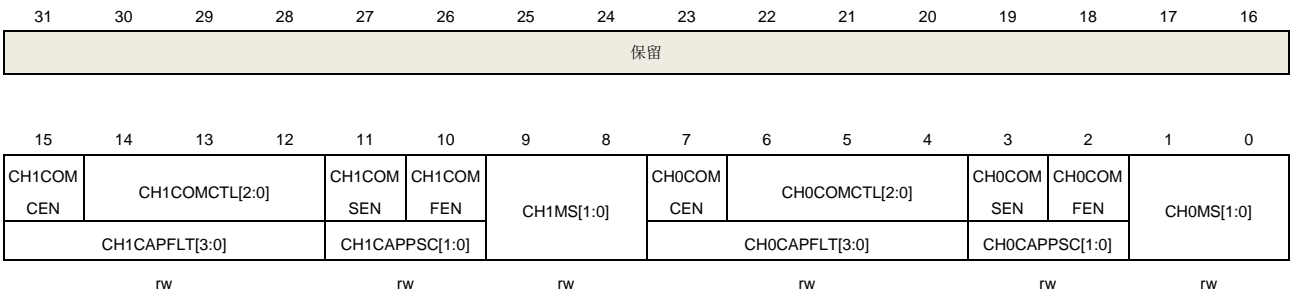 31 30 29 28 27 26 25 24 23 22 21 20 19 18 17 16
保留
15 14 13 12 11 10 9 8 7 6 5 4 3 2 1 0
CH1COM CEN CH1COMCTL[2:0] CH1COM SEN CH1COM FEN CH1MS[1:0] CH0COM CEN CH0COMCTL[2:0] CH0COM SEN CH0COM FEN CH0MS[1:0]
CH1CAPFLT[3:0] CH1CAPPSC[1:0] CH0CAPFLT[3:0] CH0CAPPSC[1:0]
rw rw rw rw rw rw